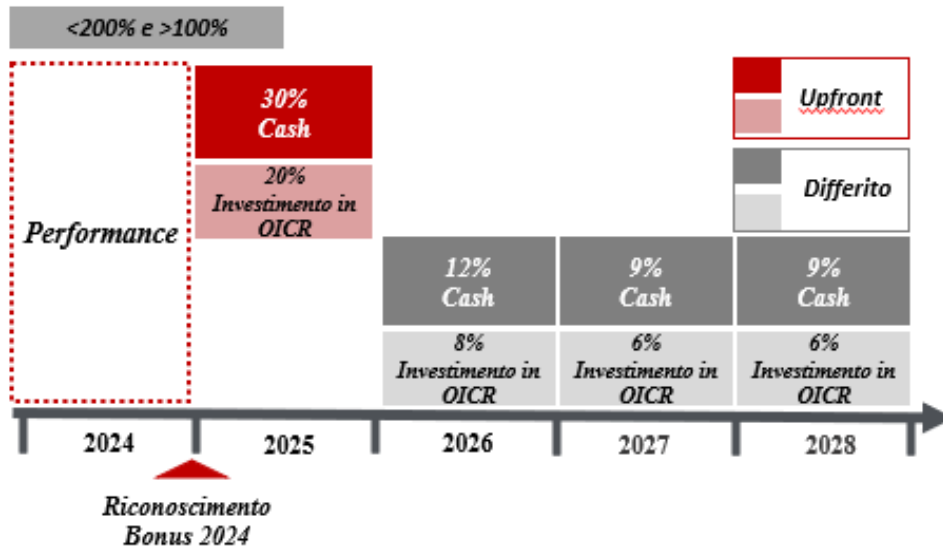 <200% e >100%
30%
Cash
Upfront
20%
Investimento in
OICR
Differito
Performance
12%
Cash
9%
Cash
9%
Cash
8%
Investimento in
OICR
6%
Investimento in
OICR
6%
Investimento in
OICR
2024
2025
2026
2027
2028
Riconoscimento
Bonus 2024